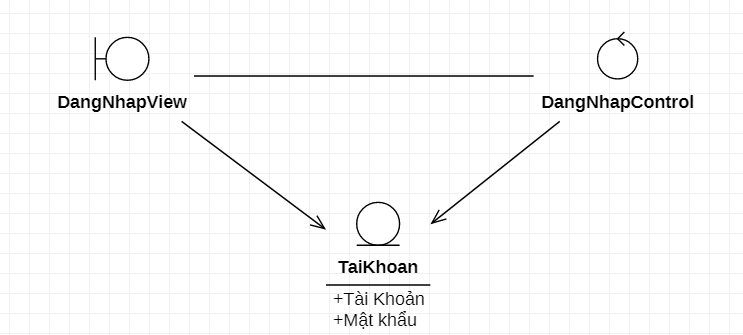 DangNhapView
DangNhapControl
TaiKhoan
+Tài Khoản
+Mật khẩu